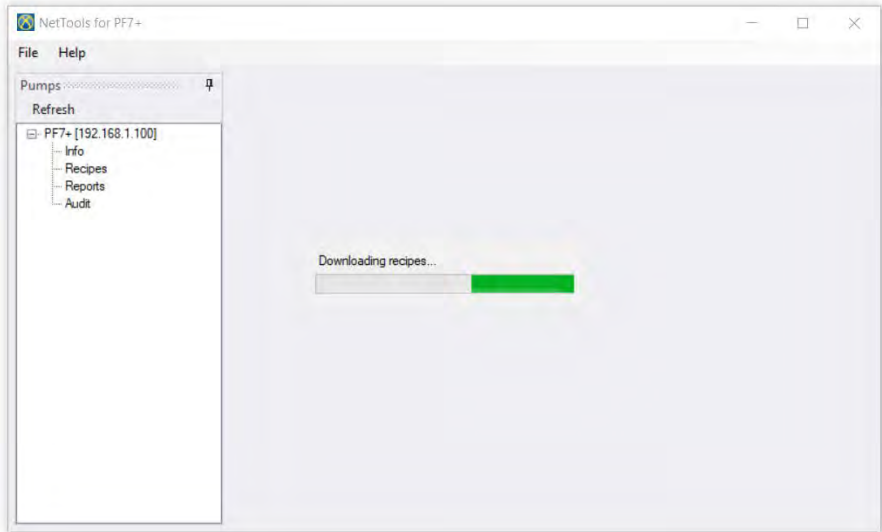 NetTools for PF7+
File Help
Pumps
Refresh
PF7+ [192.168.1.100]
Info
Recipes
Reports
Audit
Downloading recipes...